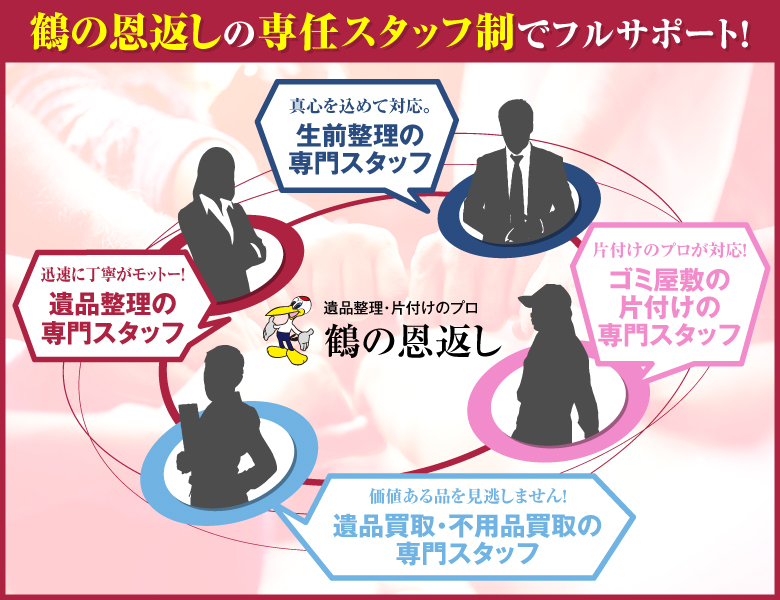 鶴の恩返しの専任スタッフ制でフルサポート!
真心を込めて対応。
生前整理の
専門スタッフ
迅速に丁寧がモットー!
遺品整理の
専門スタッフ
片付けのプロが対応!
ゴミ屋敷の
片付けの
専門スタッフ
遺品整理・片付けのプロ
鶴の恩返し
価値ある品を見逃しません!
遺品買取・不用品買取の
専門スタッフ